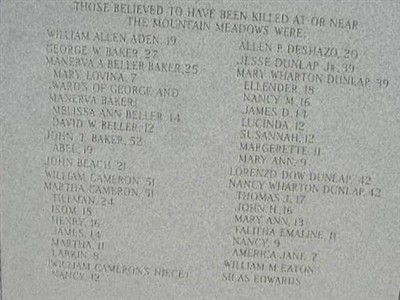 THOSE BELIEVED TO HAVE BEEN KILLED AT OR NEAR
THE MOUNTAIN MEADOWS WERE:
WILLIAM ALLEN ADEN, 19
GEORGE W. BAKER, 27
MANERVA A BELLER BAKER, 25
MARY LOVINA, 7
WARDS OF GEORGE AND
MANERVA BAKER:
MELISSA ANN BELLER, 14
DAVID W. BELLER, 12
JOHN T. BAKER, 52
ABEL, 19
JOHN BEACH, 21
WILLIAM CAMERON, 51
MARTHA CAMERON, 51
TILLMAN, 24
ISOM, 18
HENRY, 16
JAMES, 14
MARTHA, 11
LARKIN, 8
(WILLIAM CAMERON'S NIECE)
NANCY, 12
ALLEN P. DESHAZO, 20
JESSE DUNLAP JR, 39
MARY WHARTON DUNLAP, 39
ELLENDER, 18
NANCY M, 16
JAMES D, 14
LUCINDA, 12
SUSANNAH, 12
MARGERETTE, 11
MARY ANN, 9
LORENZO DOW DUNLAP, 42
NANCY WHARTON DUNLAP, 42
THOMAS J, 17
JOHN H, 16
MARY ANN, 13
TALITHA EMALINE, 11
NANCY, 9
AMERICA JANE, 7
WILLIAM M EATON
SILAS EDWARDS